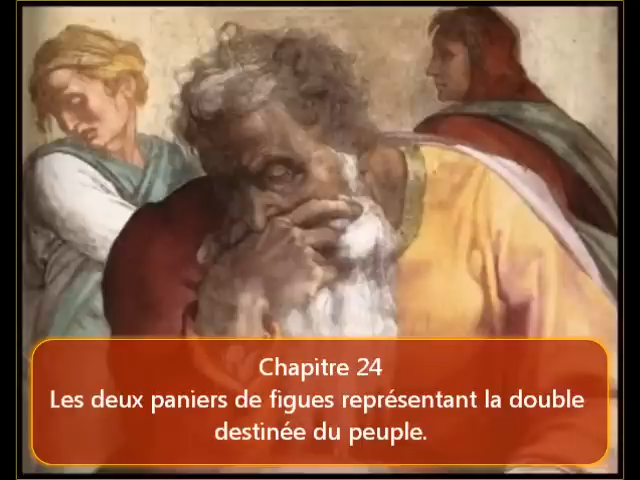 Chapitre 24
Les deux paniers de figues représentant la double
destinée du peuple.